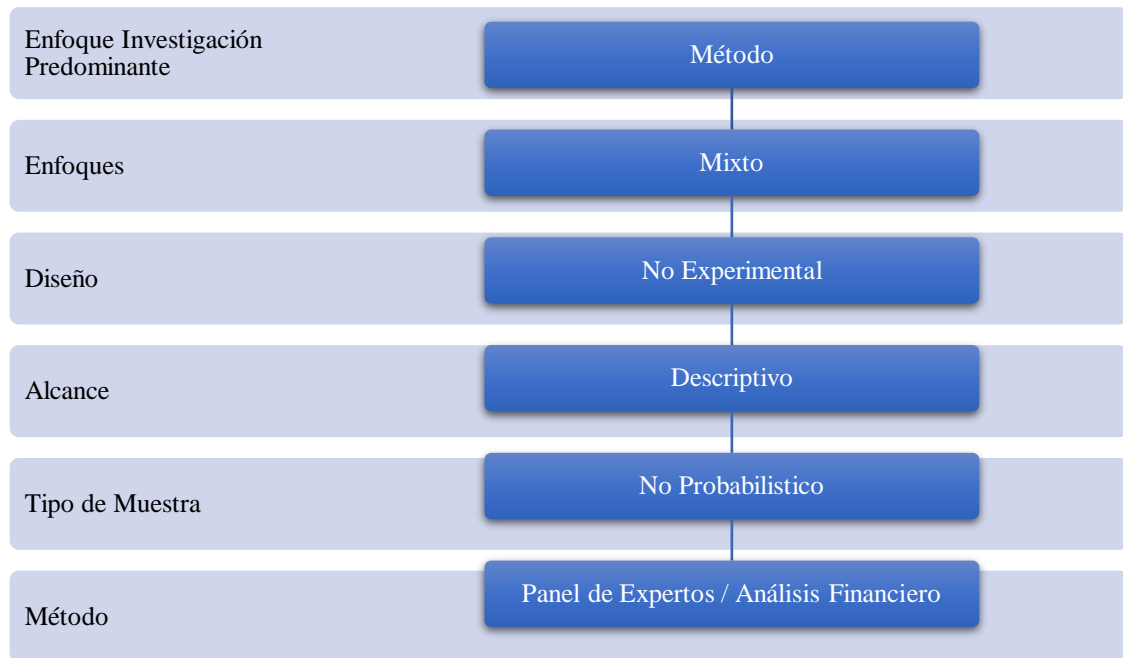 Enfoque Investigación
Predominante
Método
Enfoques
Mixto
Diseño
No Experimental
Alcance
Descriptivo
Tipo de Muestra
No Probabilistico
Método
Panel de Expertos / Análisis Financiero